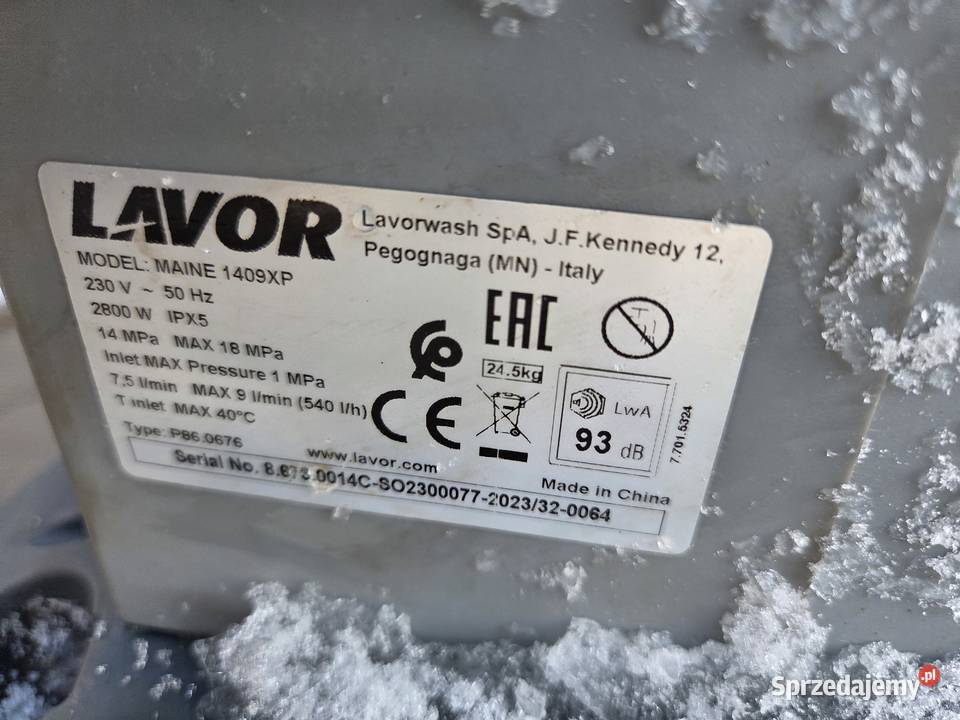 LAVOR
Lavorwash SpA, J.F.Kennedy 12,
Pegognaga (MN) - Italy
MODEL: MAINE 1409XP
230 V ~ 50 Hz
2800 W IPX5
14 MPa MAX 18 MPa
Inlet MAX Pressure 1 MPa
7,5 l/min MAX 9 l/min (540 l/h)
T inlet MAX 40°C
Type: P86.0676
EAC
24.5kg
CE
LwA
93 dB
7.701.5324
www.lavor.com
Made in China
Serial No. 8.673.0014C-SO2300077-2023/32-0064
Sprzedajemy.pl